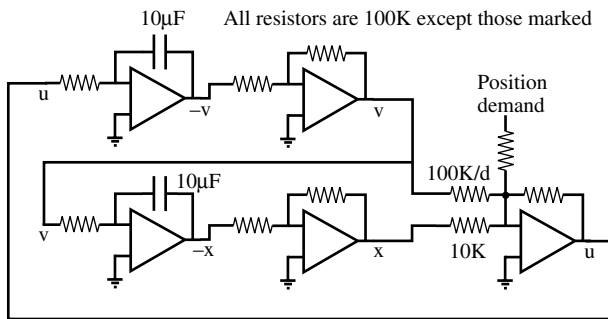 10µF
All resistors are 100K except those marked
u
–v
v
Position
demand
100K/d
10µF
v
–x
x
10K
u